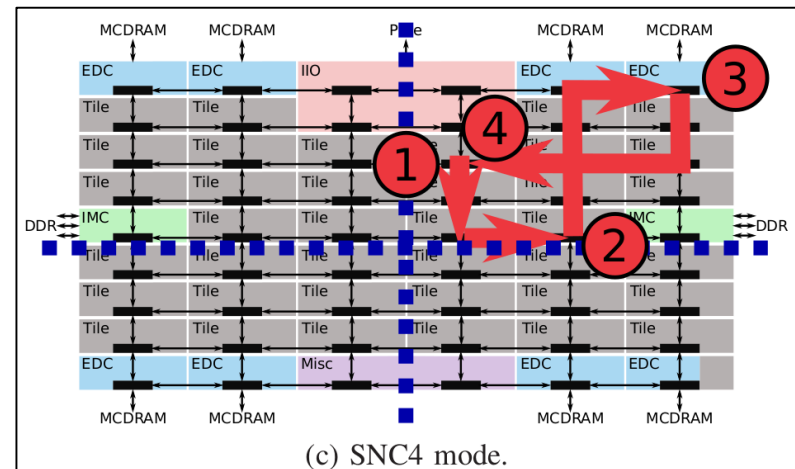 MCDRAM MCDRAM MCDRAM MCDRAM
EDC EDC IIO EDC EDC 3
Tile Tile 4 Tile Tile
Tile Tile Tile 1 Tile Tile
Tile Tile Tile Tile Tile
DDR IMC Tile Tile Tile Tile IMC DDR
2
Tile Tile Tile Tile Tile Tile
Tile Tile Tile Tile Tile Tile
Tile Tile Tile Tile Tile Tile
EDC EDC Misc EDC EDC
MCDRAM MCDRAM MCDRAM MCDRAM
(c) SNC4 mode.